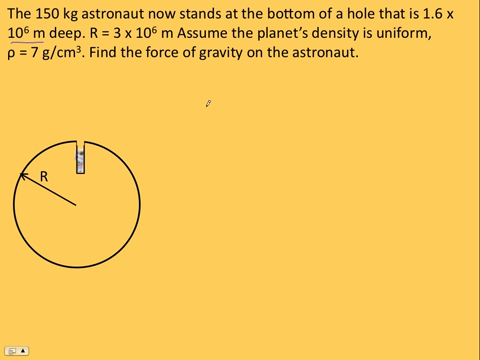 The 150 kg astronaut now stands at the bottom of a hole that is 1.6 x
10⁶ m deep. R = 3 x 10⁶ m Assume the planet’s density is uniform,
ρ = 7 g/cm³. Find the force of gravity on the astronaut.
R